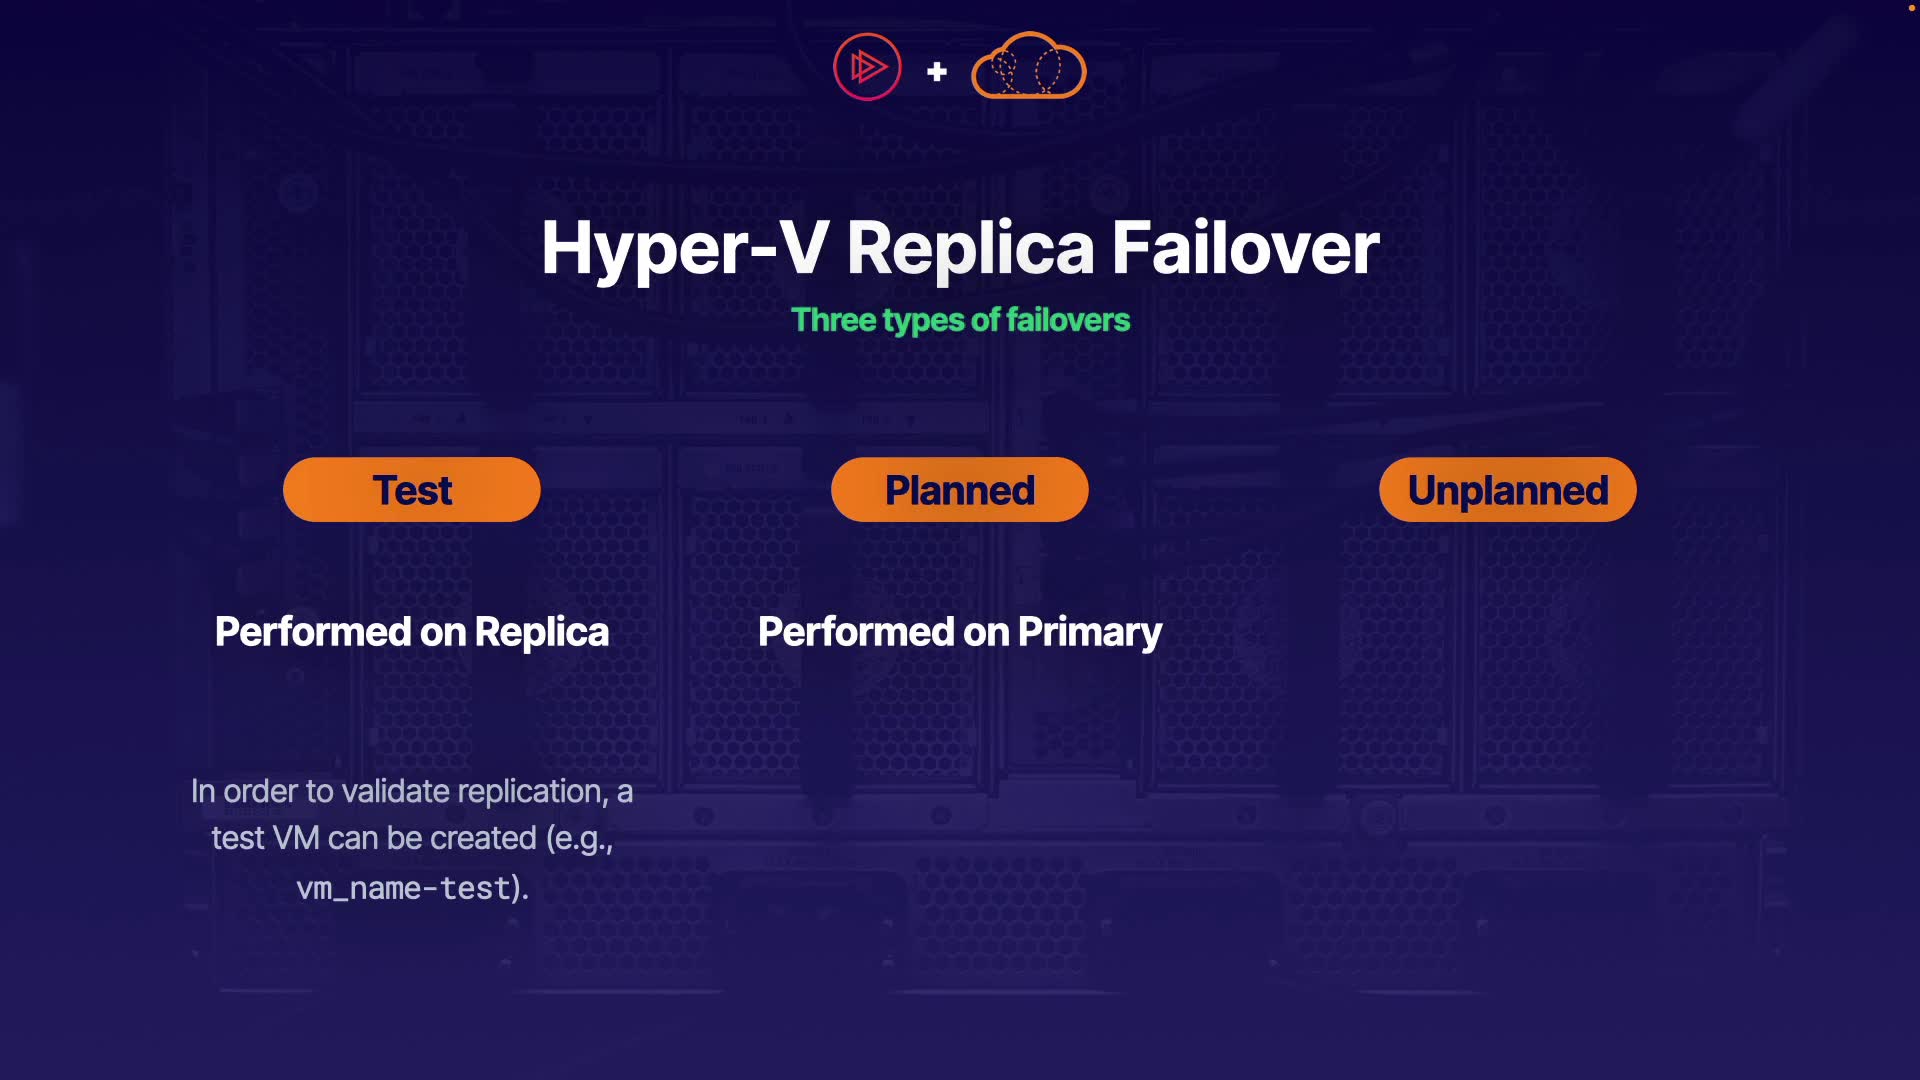 Hyper-V Replica Failover
Three types of failovers
Test
Planned
Unplanned
Performed on Replica
Performed on Primary
In order to validate replication, a
test VM can be created (e.g.,
vm_name-test).